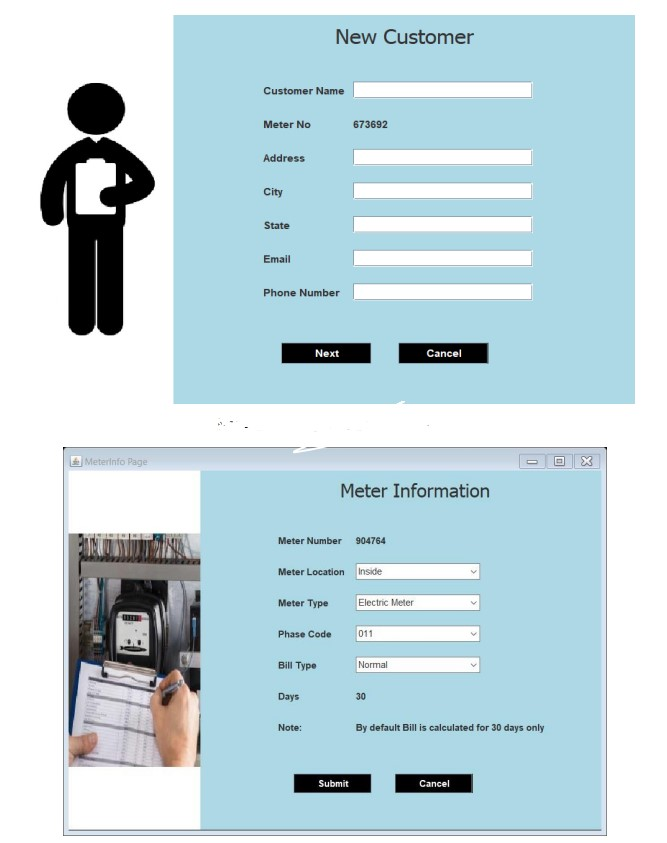 New Customer
Customer Name
Meter No 673692
Address
City
State
Email
Phone Number
Next Cancel
MeterInfo Page
Meter Information
Meter Number 904764
Meter Location Inside
Meter Type Electric Meter
Phase Code 011
Bill Type Normal
Days 30
Note: By default Bill is calculated for 30 days only
Submit Cancel